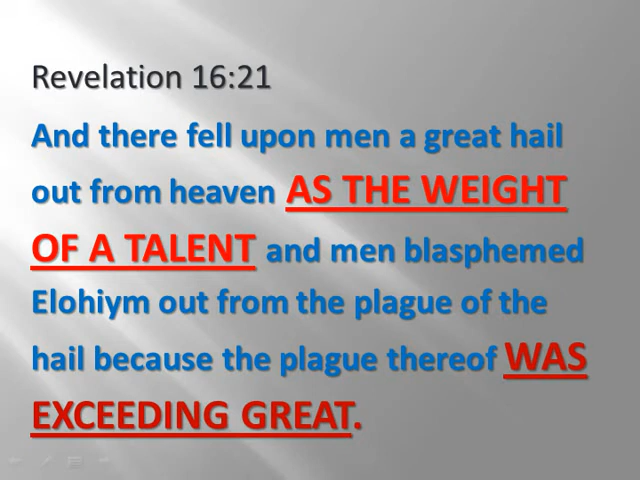 Revelation 16:21
And there fell upon men a great hail
out from heaven AS THE WEIGHT
OF A TALENT and men blasphemed
Elohiym out from the plague of the
hail because the plague thereof WAS
EXCEEDING GREAT.